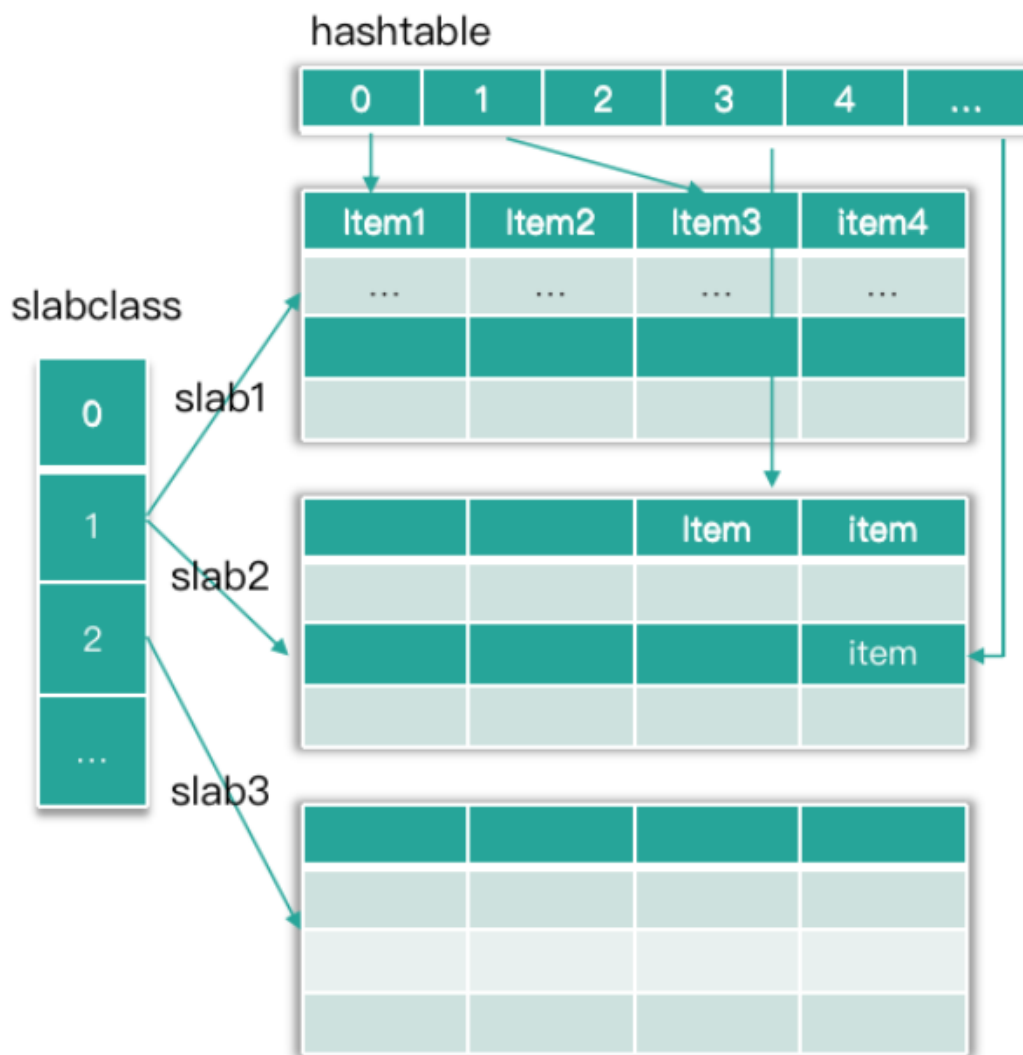 hashtable
0 1 2 3 4 ...
Item1 Item2 Item3 item4
... ... ... ...
slabclass
0
slab1
1
Item item
slab2
2
item
...
slab3